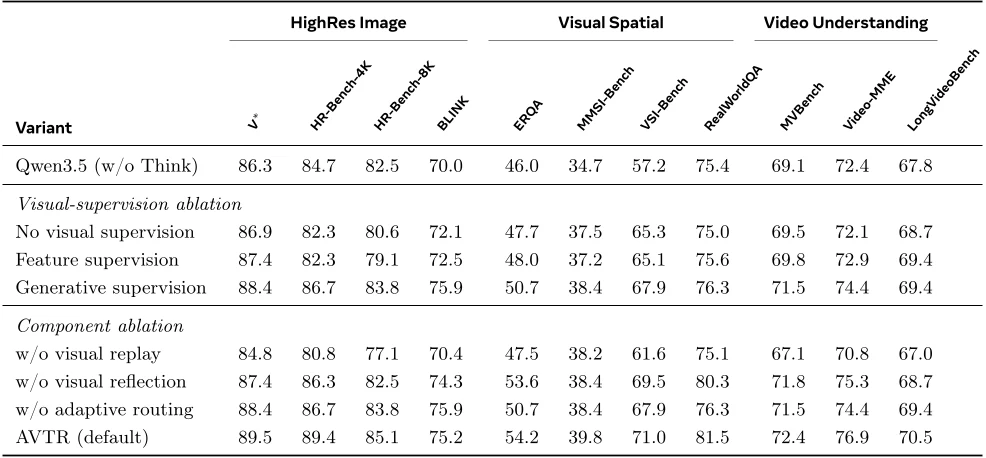 HighRes Image Visual Spatial Video Understanding
Variant V* HR-Bench-4K HR-Bench-8K BLINK ERQA MMSI-Bench VSI-Bench RealWorldQA MVBench Video-MME LongVideoBench
Qwen3.5 (w/o Think) 86.3 84.7 82.5 70.0 46.0 34.7 57.2 75.4 69.1 72.4 67.8
Visual-supervision ablation
No visual supervision 86.9 82.3 80.6 72.1 47.7 37.5 65.3 75.0 69.5 72.1 68.7
Feature supervision 87.4 82.3 79.1 72.5 48.0 37.2 65.1 75.6 69.8 72.9 69.4
Generative supervision 88.4 86.7 83.8 75.9 50.7 38.4 67.9 76.3 71.5 74.4 69.4
Component ablation
w/o visual replay 84.8 80.8 77.1 70.4 47.5 38.2 61.6 75.1 67.1 70.8 67.0
w/o visual reflection 87.4 86.3 82.5 74.3 53.6 38.4 69.5 80.3 71.8 75.3 68.7
w/o adaptive routing 88.4 86.7 83.8 75.9 50.7 38.4 67.9 76.3 71.5 74.4 69.4
AVTR (default) 89.5 89.4 85.1 75.2 54.2 39.8 71.0 81.5 72.4 76.9 70.5